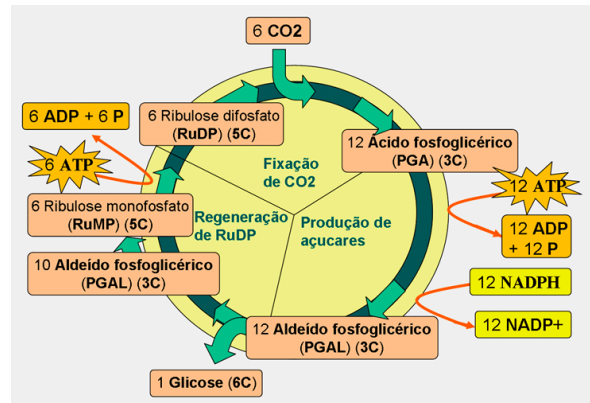 6 CO2
6 ADP + 6 P
6 Ribulose difosfato
(RuDP) (5C)
12 Ácido fosfoglicérico
(PGA) (3C)
6 ATP
Fixação
de CO2
12 ATP
6 Ribulose monofosfato
(RuMP) (5C)
Regeneração
de RuDP
Produção de
açucares
12 ADP
+ 12 P
10 Aldeído fosfoglicérico
(PGAL) (3C)
12 NADPH
12 Aldeído fosfoglicérico
(PGAL) (3C)
12 NADP+
1 Glicose (6C)